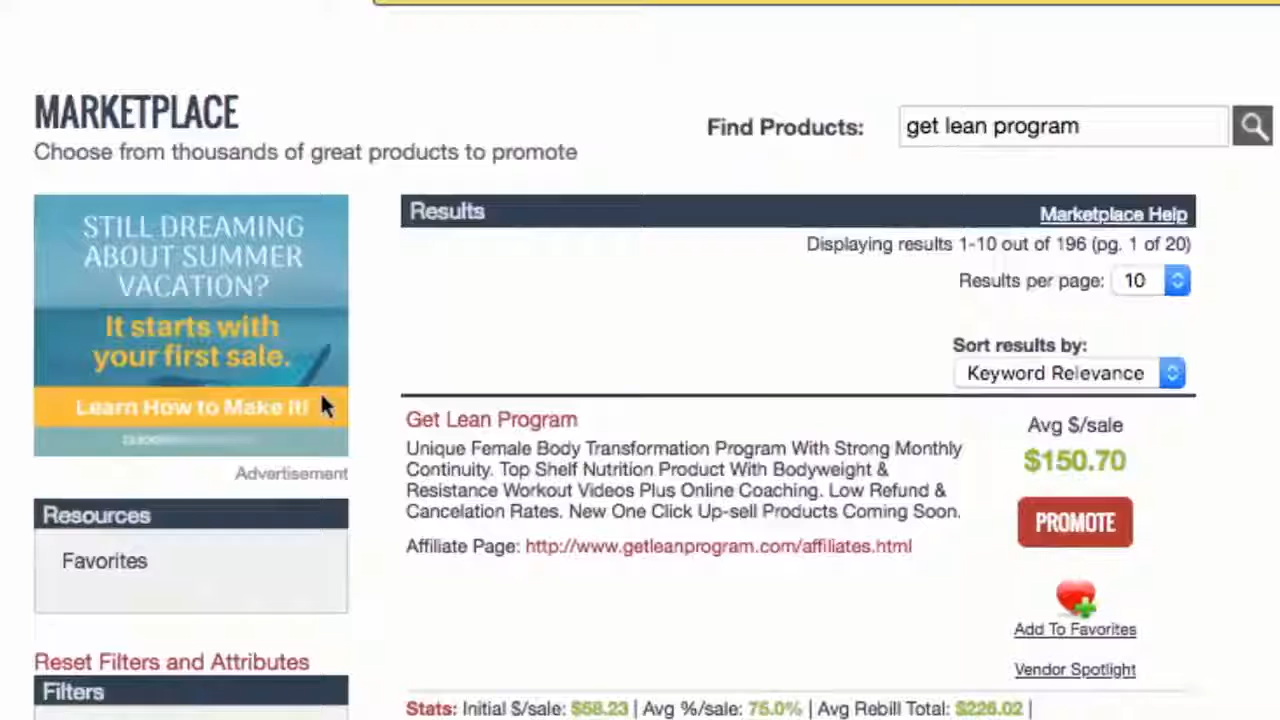 MARKETPLACE
Choose from thousands of great products to promote
Find Products:
get lean program
STILL DREAMING
ABOUT SUMMER
VACATION?
It starts with
your first sale.
Learn How to Make It!
Advertisement
Resources
Favorites
Reset Filters and Attributes
Filters
Results
Marketplace Help
Displaying results 1-10 out of 196 (pg. 1 of 20)
Results per page: 10
Sort results by:
Keyword Relevance
Get Lean Program
Unique Female Body Transformation Program With Strong Monthly
Continuity. Top Shelf Nutrition Product With Bodyweight &
Resistance Workout Videos Plus Online Coaching. Low Refund &
Cancelation Rates. New One Click Up-sell Products Coming Soon.
Affiliate Page: http://www.getleanprogram.com/affiliates.html
Avg $/sale
$150.70
PROMOTE
Add To Favorites
Vendor Spotlight
Stats: Initial $/sale: $58.23 | Avg %/sale: 75.0% | Avg Rebill Total: $226.02 |